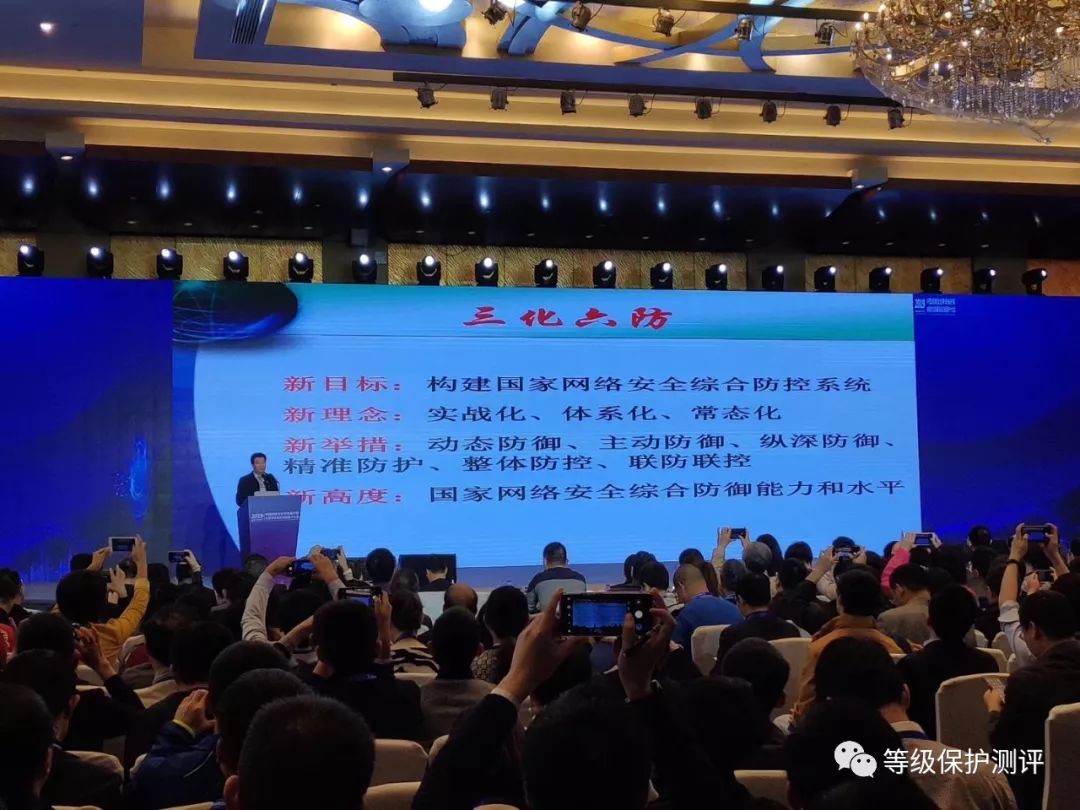 三化六防
新目标：构建国家网络安全综合防控系统
新理念：实战化、体系化、常态化
新举措：动态防御、主动防御、纵深防御、
精准防护、整体防控、联防联控
新高度：国家网络安全综合防御能力和水平
2019
等级保护测评